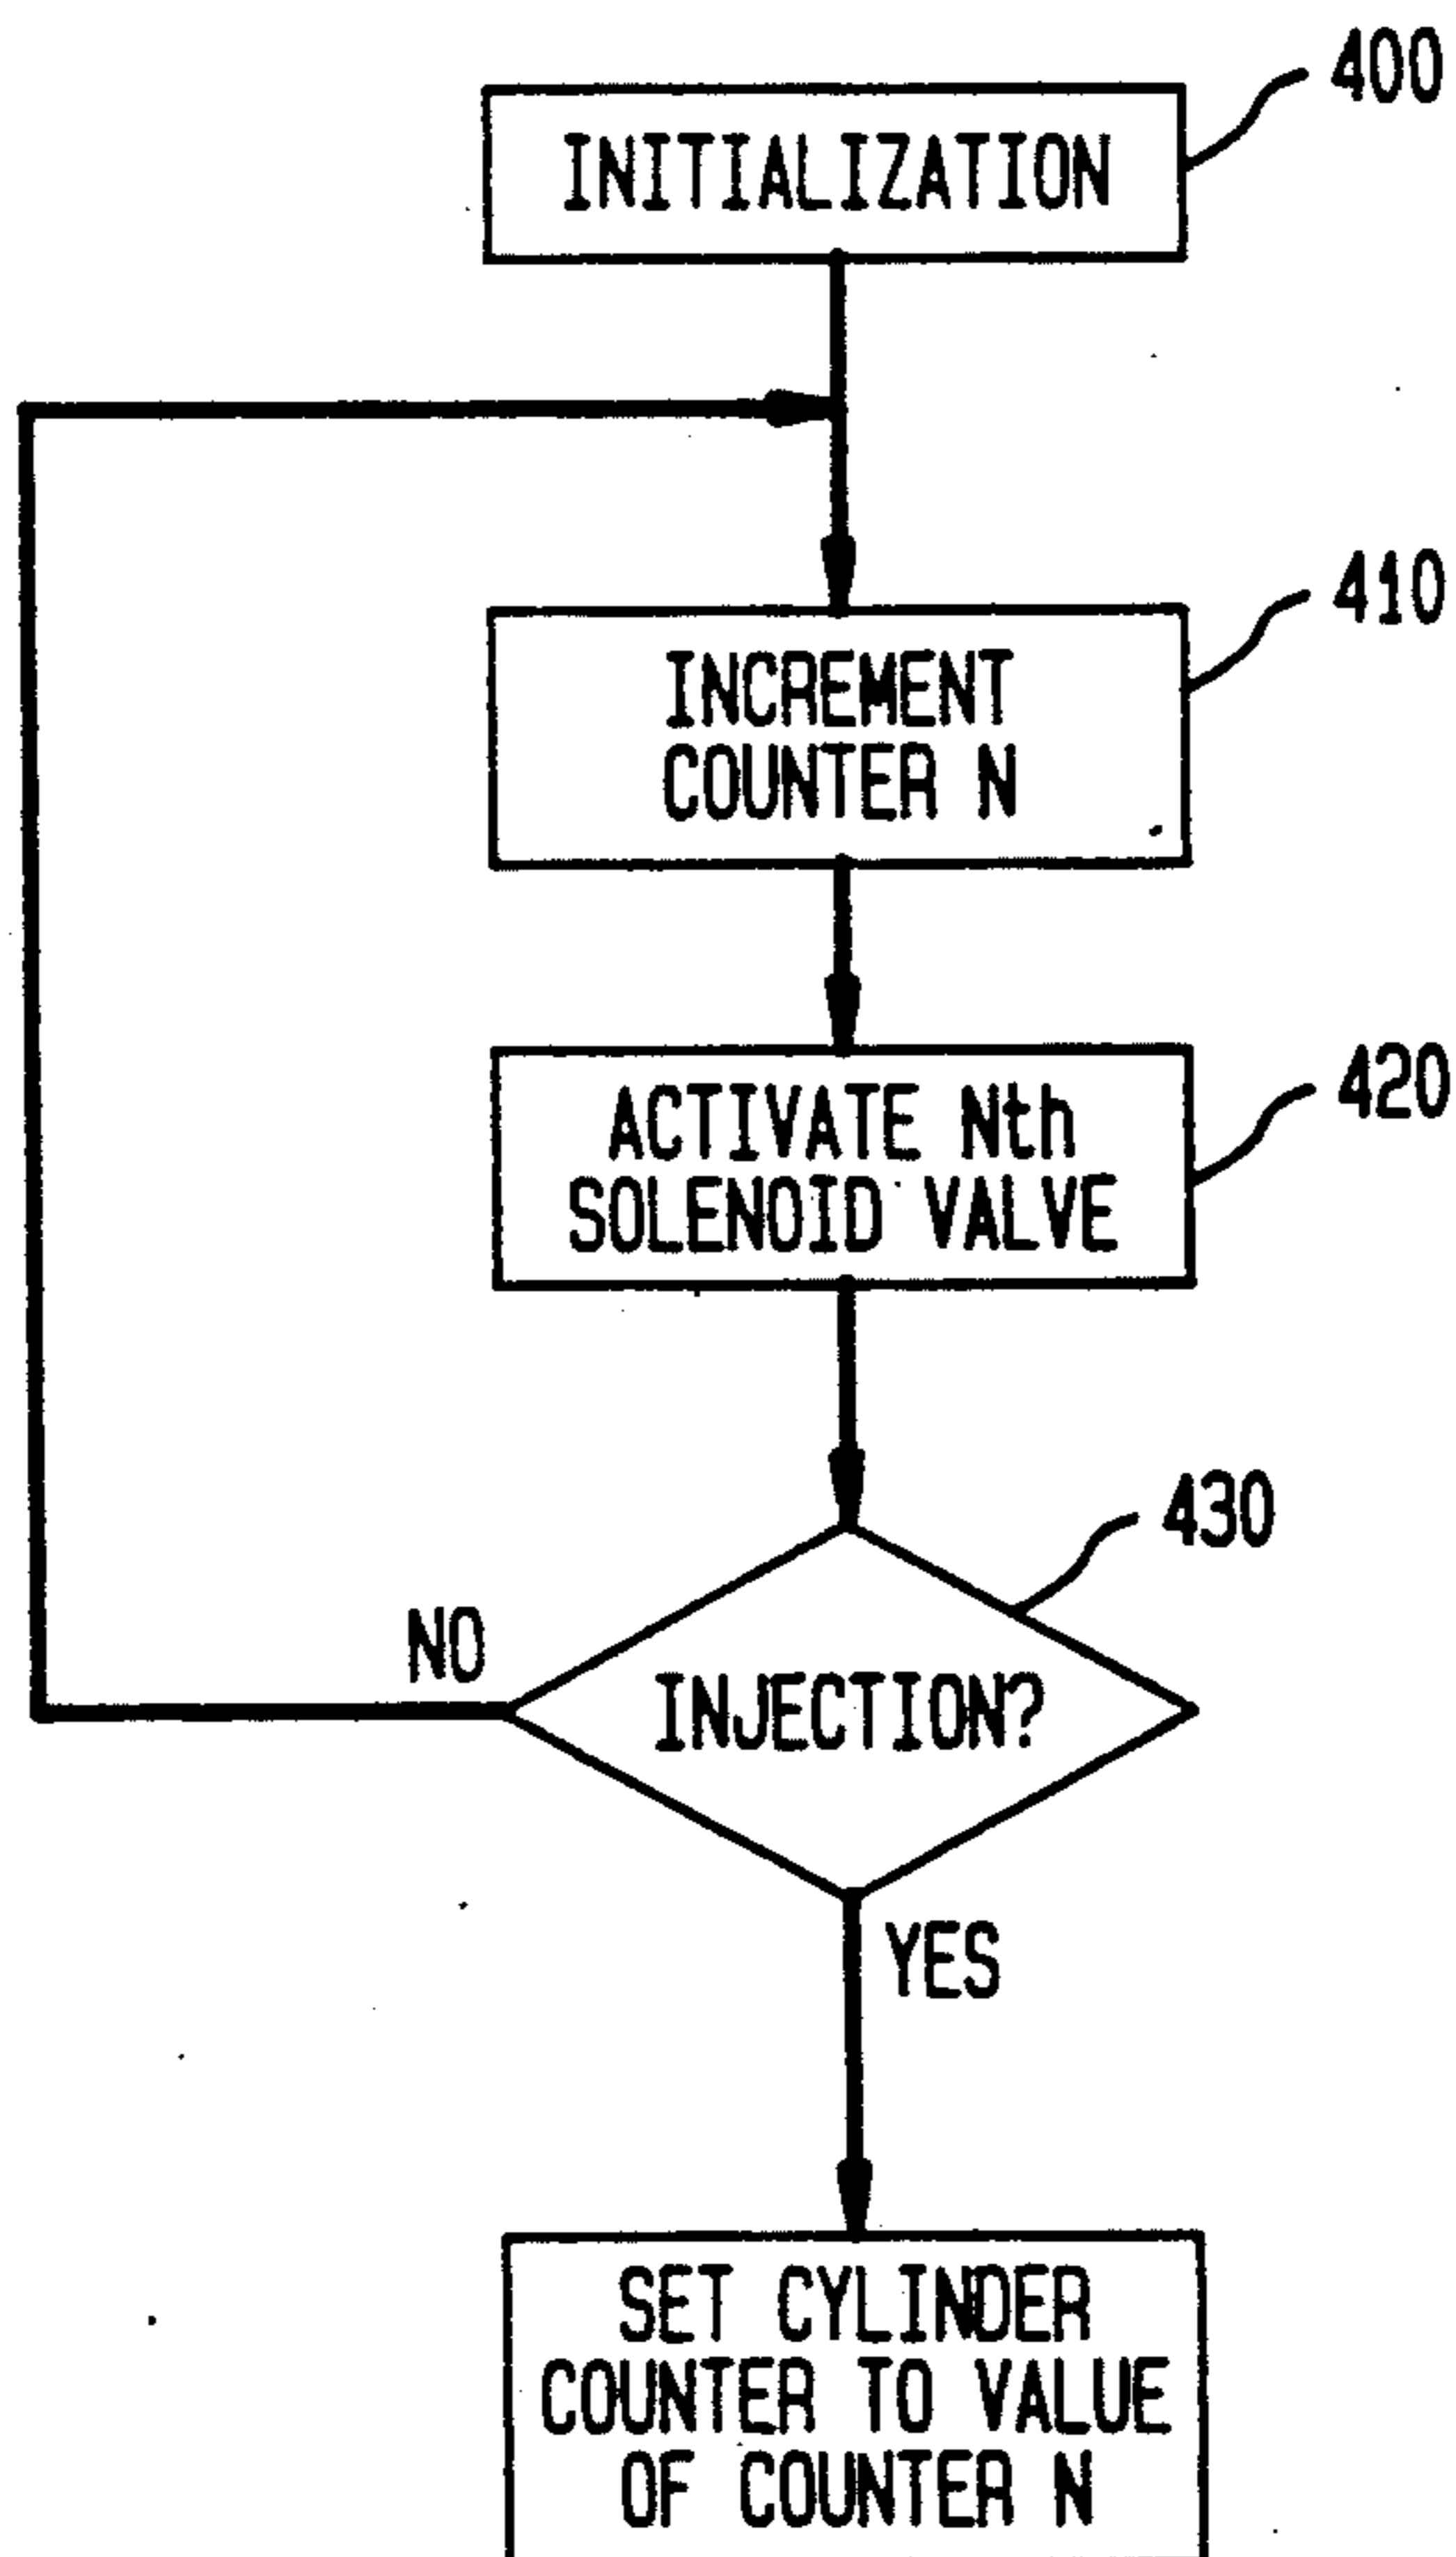 400
INITIALIZATION
410
INCREMENT
COUNTER N
420
ACTIVATE Nth
SOLENOID VALVE
430
NO
INJECTION?
YES
SET CYLINDER
COUNTER TO VALUE
OF COUNTER N